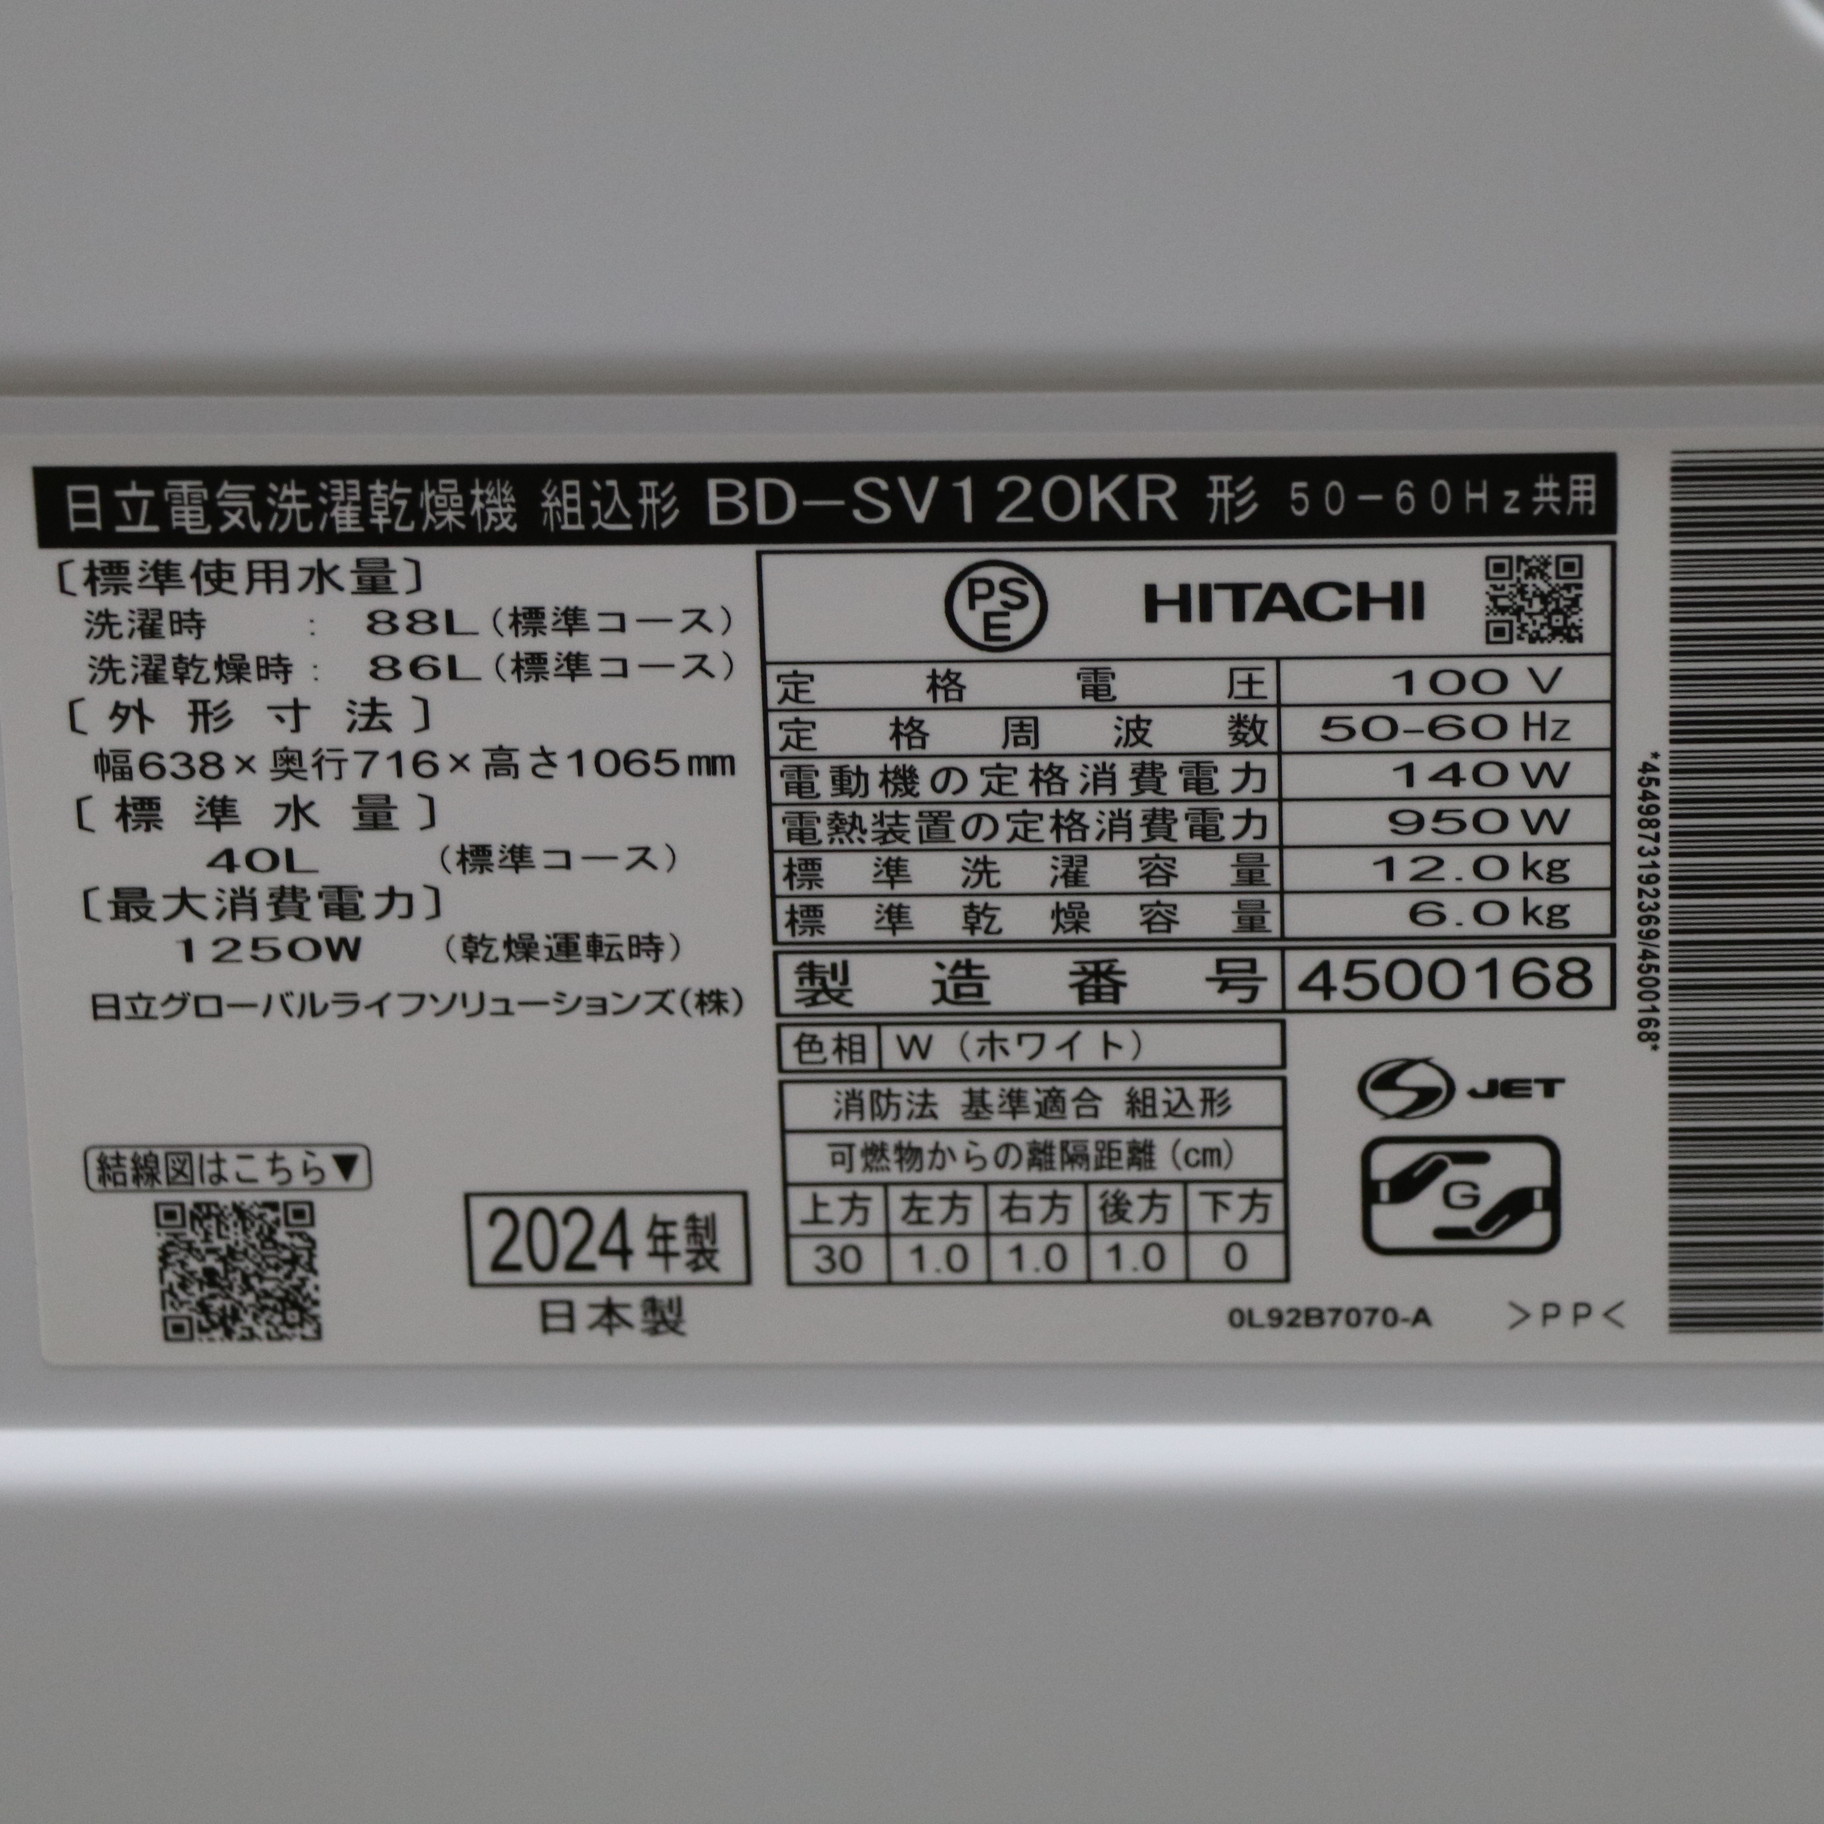 日立電気洗濯乾燥機 組込形 BD-SV120KR 形 50-60Hz共用
〔標準使用水量〕
洗濯時 : 88L(標準コース)
洗濯乾燥時: 86L(標準コース)
〔外形寸法〕
幅638×奥行716×高さ1065mm
〔標準水量〕
40L (標準コース)
〔最大消費電力〕
1250W (乾燥運転時)
日立グローバルライフソリューションズ(株)
結線図はこちら▼
2024年製
日本製
PSE HITACHI
定格電圧 100V
定格周波数 50-60Hz
電動機の定格消費電力 140W
電熱装置の定格消費電力 950W
標準洗濯容量 12.0kg
標準乾燥容量 6.0kg
製造番号 4500168
色相 W(ホワイト)
消防法 基準適合 組込形
可燃物からの離隔距離(cm)
上方 左方 右方 後方 下方
30 1.0 1.0 1.0 0
S JET
G
0L92B7070-A >PP<
*4549873192369/4500168*